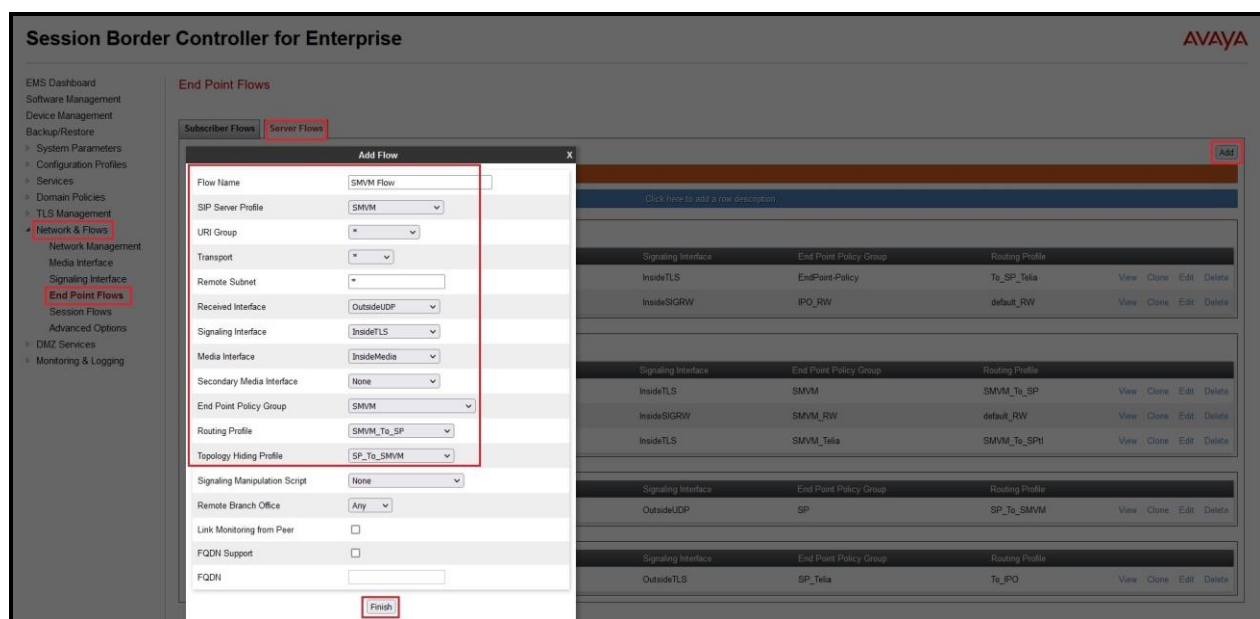 Session Border Controller for Enterprise
AVAYA
EMS Dashboard
Software Management
Device Management
Backup/Restore
System Parameters
Configuration Profiles
Services
Domain Policies
TLS Management
Network & Flows
Network Management
Media Interface
Signaling Interface
End Point Flows
Session Flows
Advanced Options
DMZ Services
Monitoring & Logging
End Point Flows
Subscriber Flows Server Flows
Add
Add Flow X
Flow Name SMVM Flow
SIP Server Profile SMVM
URI Group *
Transport *
Remote Subnet *
Received Interface OutsideUDP
Signaling Interface InsideTLS
Media Interface InsideMedia
Secondary Media Interface None
End Point Policy Group SMVM
Routing Profile SMVM_To_SP
Topology Hiding Profile SP_To_SMVM
Signaling Manipulation Script None
Remote Branch Office Any
Link Monitoring from Peer
FQDN Support
FQDN
Finish
Click here to add a row description.
Signaling Interface End Point Policy Group Routing Profile
InsideTLS EndPoint-Policy To_SP_Telia View Clone Edit Delete
InsideSIGRW IPO_RW default_RW View Clone Edit Delete
Signaling Interface End Point Policy Group Routing Profile
InsideTLS SMVM SMVM_To_SP View Clone Edit Delete
InsideSIGRW SMVM_RW default_RW View Clone Edit Delete
InsideTLS SMVM_Telia SMVM_To_SPtl View Clone Edit Delete
Signaling Interface End Point Policy Group Routing Profile
OutsideUDP SP SP_To_SMVM View Clone Edit Delete
Signaling Interface End Point Policy Group Routing Profile
OutsideTLS SP_Telia To_IPO View Clone Edit Delete